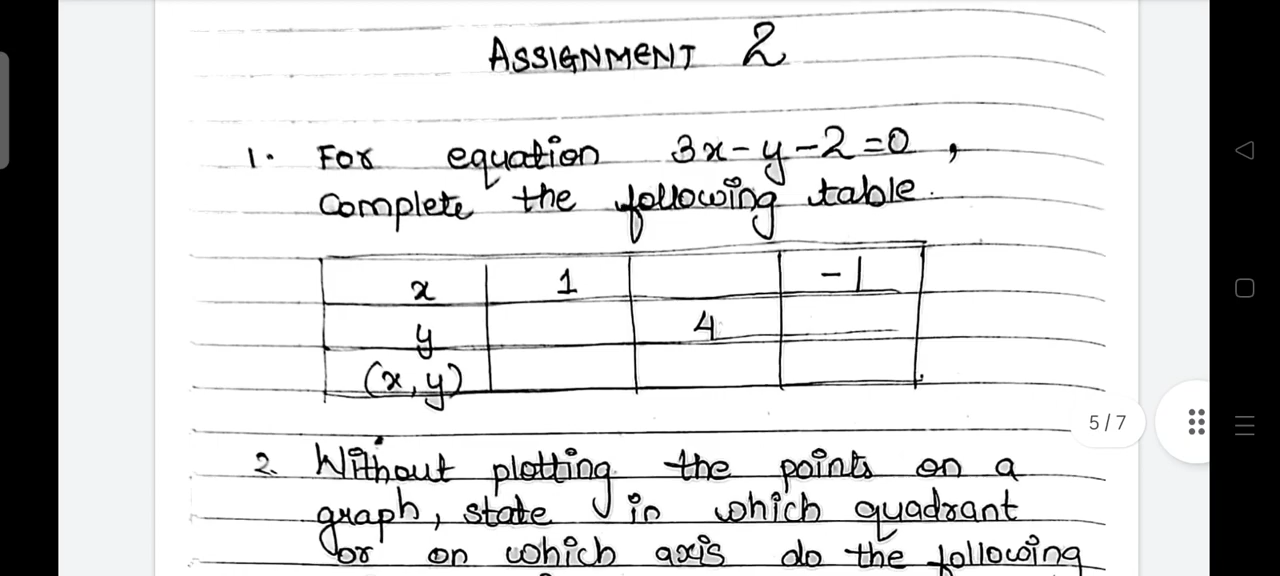 ASSIGNMENT 2
1. For equation 3x-y-2=0,
Complete the following table.
x 1 -1
y 4
(x, y)
5/7
2. Without plotting the points on a
graph, state in which quadrant
or on which axis do the following